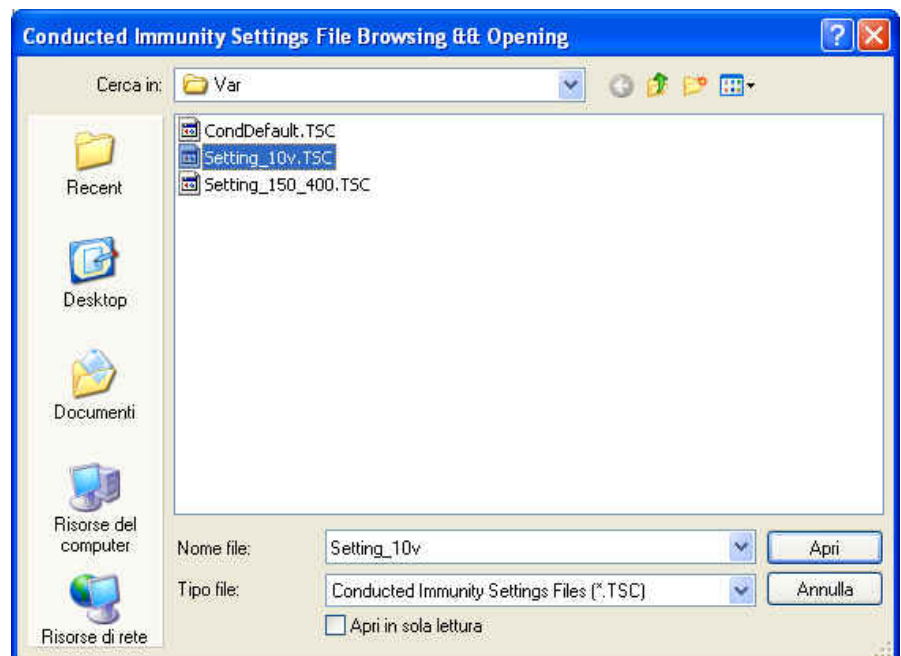 Conducted Immunity Settings File Browsing && Opening
Cerca in:
Var
CondDefault.TSC
Setting_10v.TSC
Setting_150_400.TSC
Recent
Desktop
Documenti
Risorse del
computer
Risorse di rete
Nome file:
Setting_10v
Apri
Tipo file:
Conducted Immunity Settings Files (*.TSC)
Annulla
Apri in sola lettura